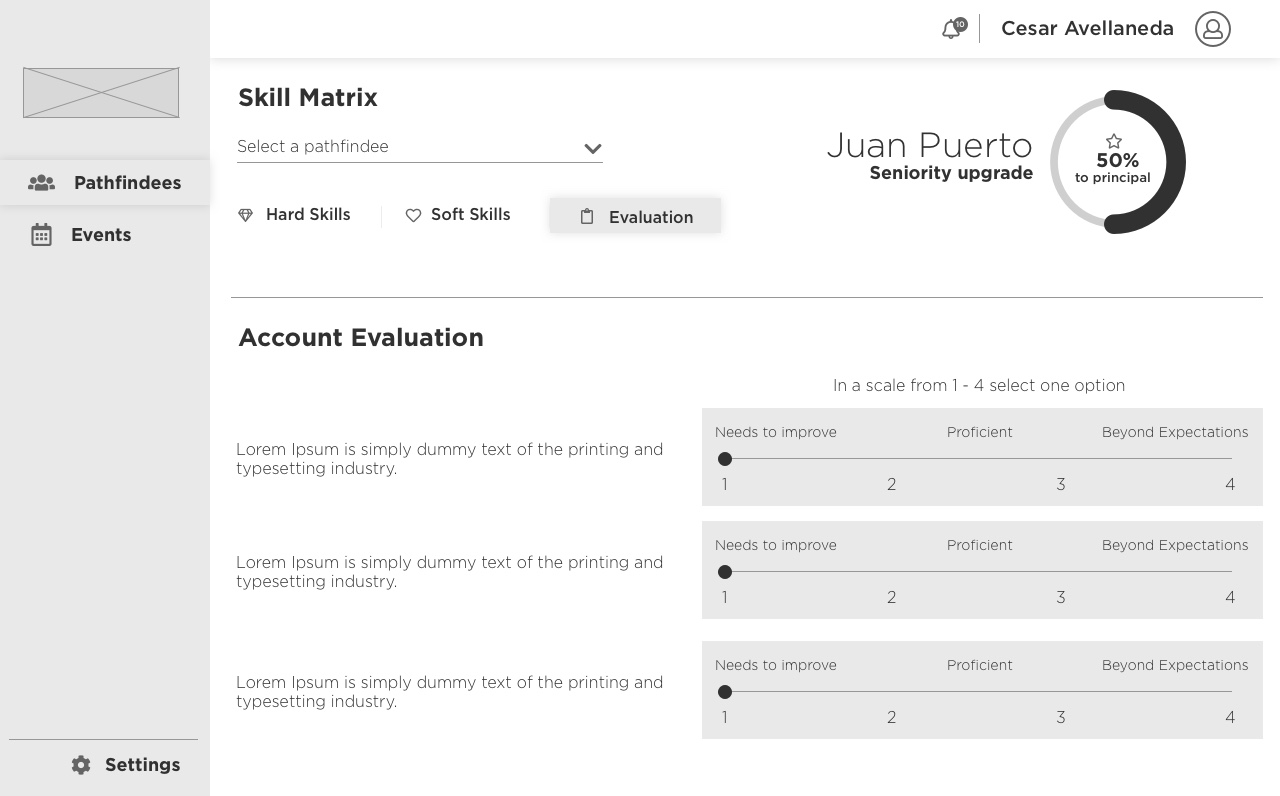 10
Cesar Avellaneda
Pathfindees
Events
Settings
Skill Matrix
Select a pathfindee
Hard Skills
Soft Skills
Evaluation
Juan Puerto
Seniority upgrade
50%
to principal
Account Evaluation
In a scale from 1 - 4 select one option
Lorem Ipsum is simply dummy text of the printing and
typesetting industry.
Needs to improve Proficient Beyond Expectations
1 2 3 4
Lorem Ipsum is simply dummy text of the printing and
typesetting industry.
Needs to improve Proficient Beyond Expectations
1 2 3 4
Lorem Ipsum is simply dummy text of the printing and
typesetting industry.
Needs to improve Proficient Beyond Expectations
1 2 3 4